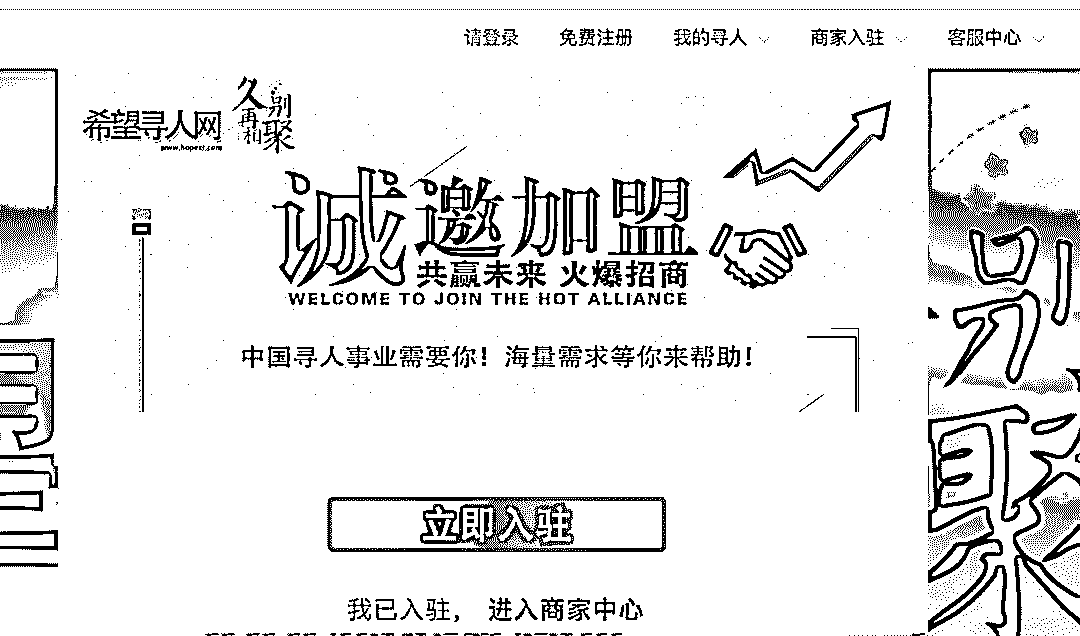 请登录 免费注册 我的寻人 商家入驻 客服中心
希望寻人网
久别
再相聚
诚邀加盟
共赢未来 火爆招商
WELCOME TO JOIN THE HOT ALLIANCE
中国寻人事业需要你！海量需求等你来帮助！
别
聚
立即入驻
我已入驻， 进入商家中心